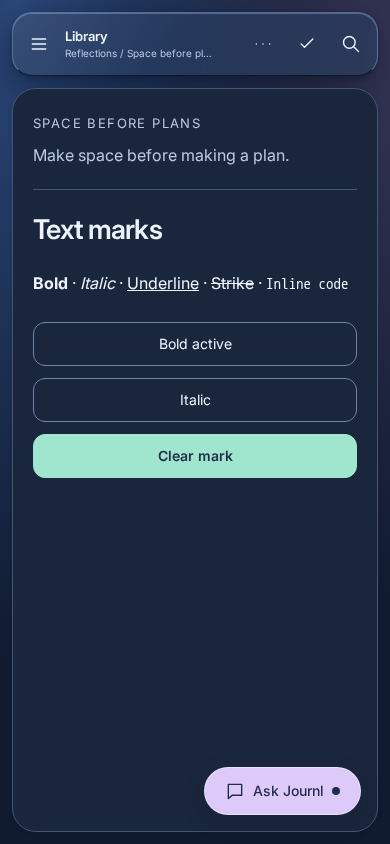 Library
Reflections / Space before pl...
SPACE BEFORE PLANS
Make space before making a plan.
Text marks
Bold · Italic · Underline · Strike · Inline code
Bold active
Italic
Clear mark
Ask Journl